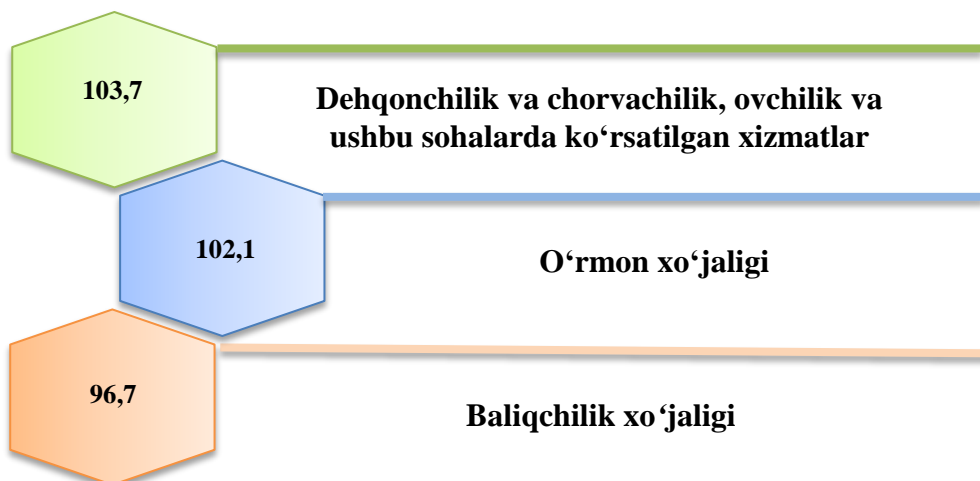 103,7
Dehqonchilik va chorvachilik, ovchilik va
ushbu sohalarda ko‘rsatilgan xizmatlar
102,1
O‘rmon xo‘jaligi
96,7
Baliqchilik xo‘jaligi